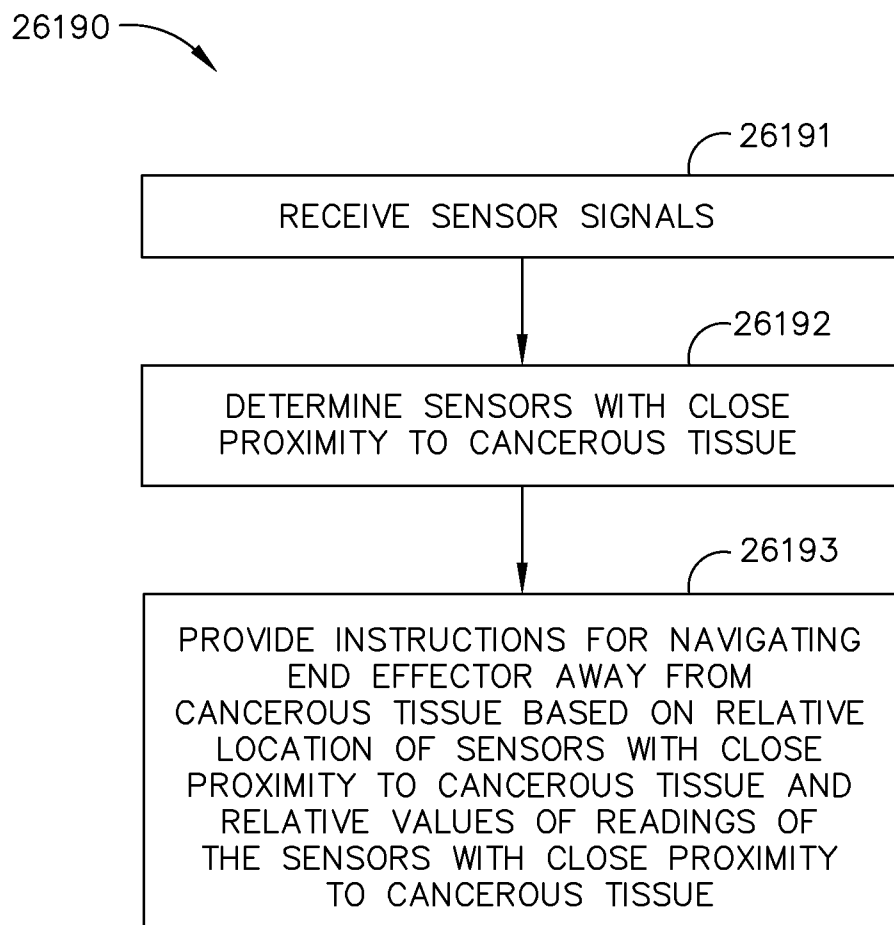 26190
26191
RECEIVE SENSOR SIGNALS
26192
DETERMINE SENSORS WITH CLOSE
PROXIMITY TO CANCEROUS TISSUE
26193
PROVIDE INSTRUCTIONS FOR NAVIGATING
END EFFECTOR AWAY FROM
CANCEROUS TISSUE BASED ON RELATIVE
LOCATION OF SENSORS WITH CLOSE
PROXIMITY TO CANCEROUS TISSUE AND
RELATIVE VALUES OF READINGS OF
THE SENSORS WITH CLOSE PROXIMITY
TO CANCEROUS TISSUE